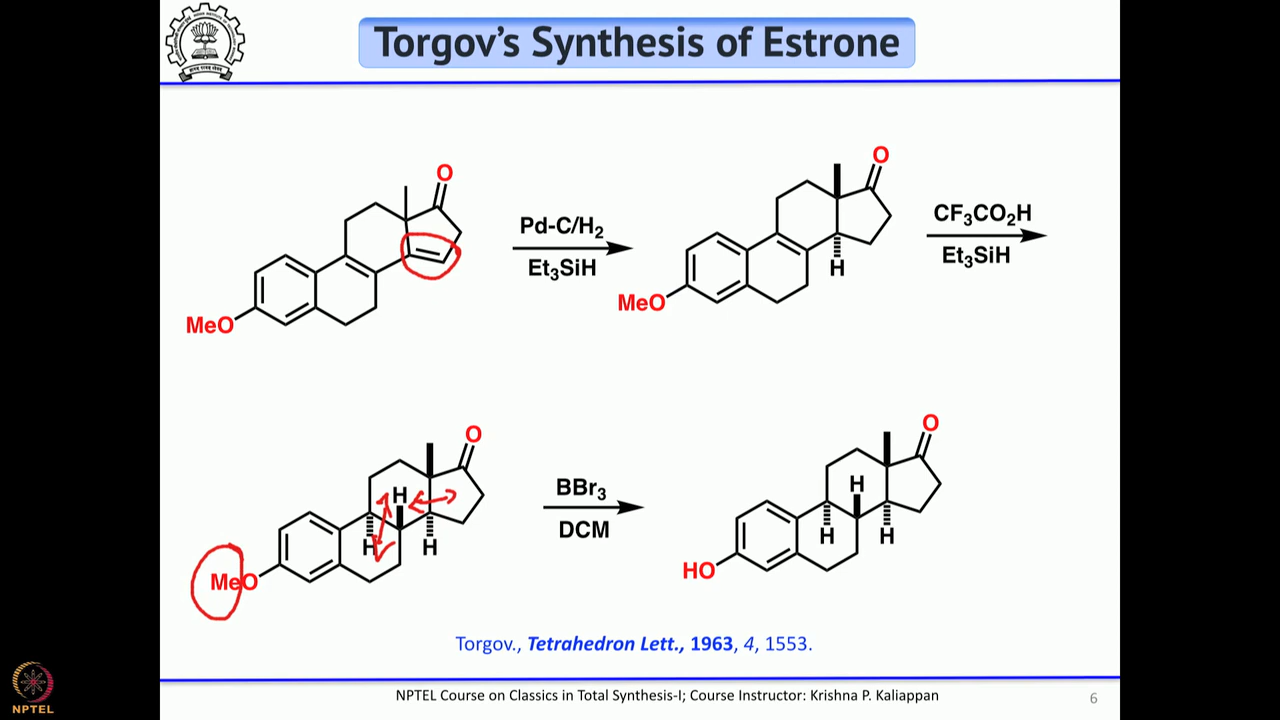 Torgov's Synthesis of Estrone
O
MeO
Pd-C/H₂
Et₃SiH
O
H
MeO
CF₃CO₂H
Et₃SiH
O
H
H
H
MeO
BBr₃
DCM
O
H
H
H
HO
Torgov., Tetrahedron Lett., 1963, 4, 1553.
NPTEL Course on Classics in Total Synthesis-I; Course Instructor: Krishna P. Kaliappan
6
NPTEL